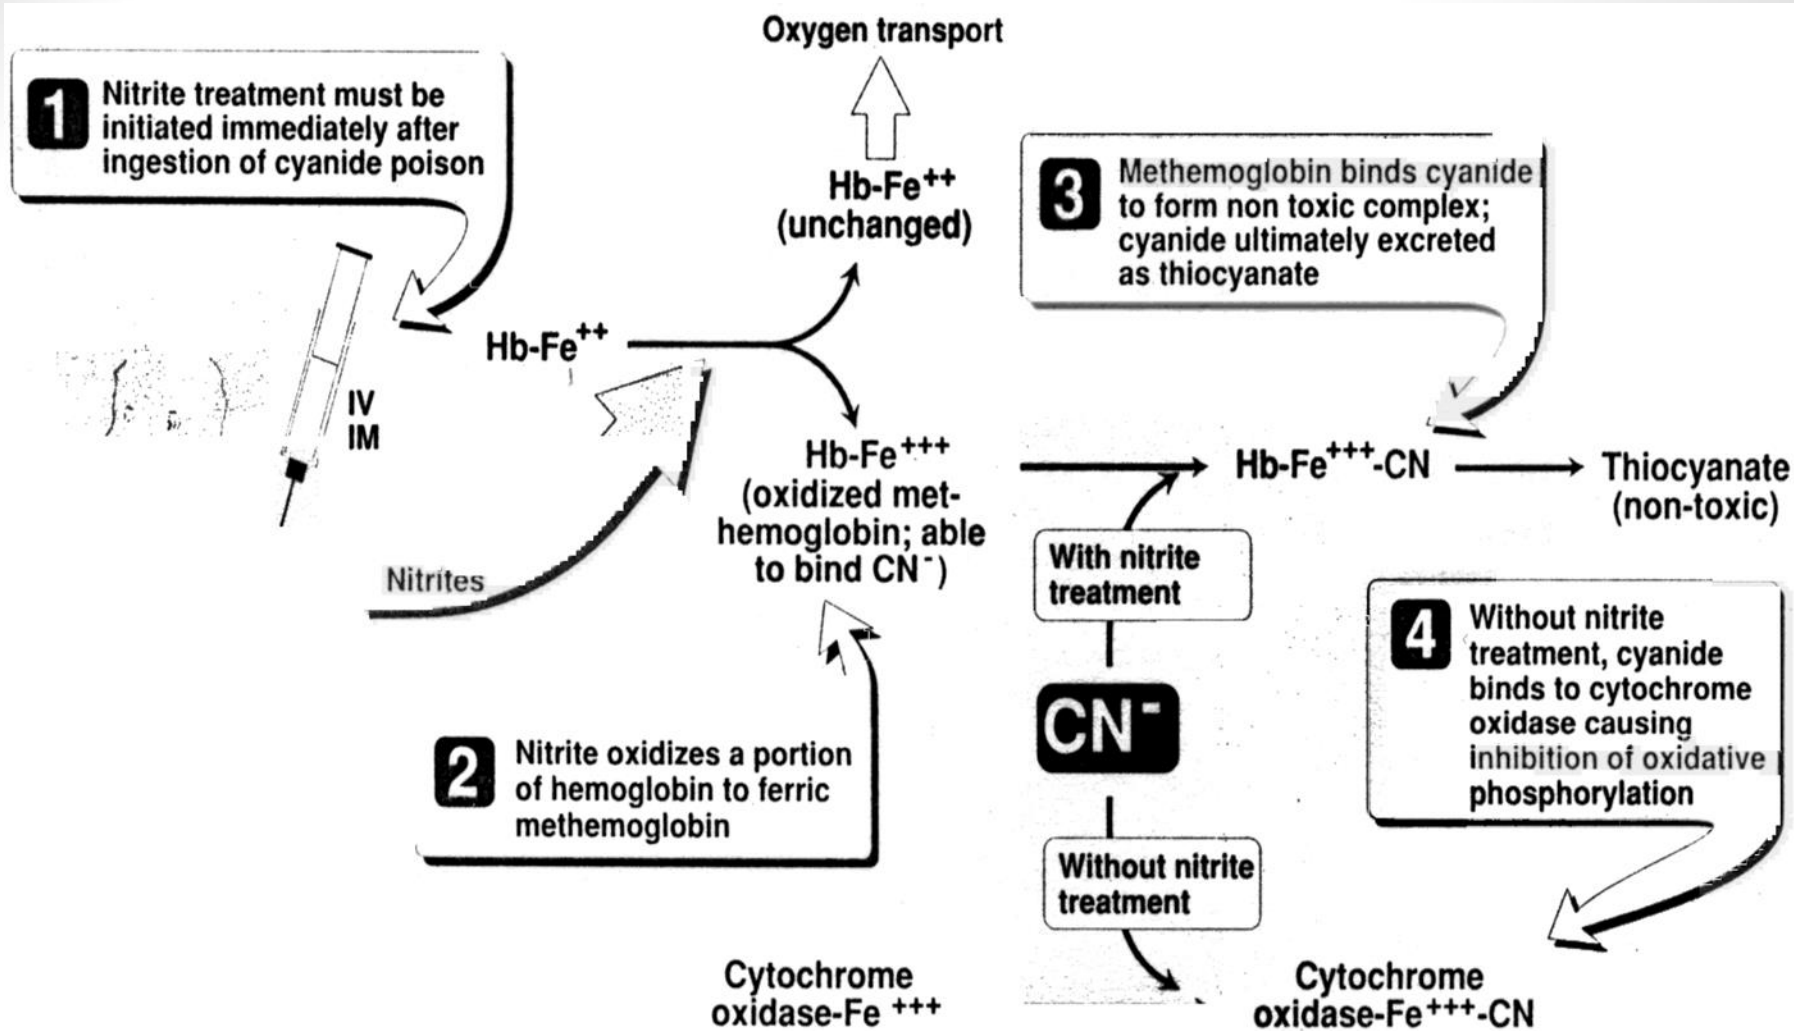 Oxygen transport
1
Nitrite treatment must be
initiated immediately after
ingestion of cyanide poison
Hb-Fe++
(unchanged)
3
Methemoglobin binds cyanide
to form non toxic complex;
cyanide ultimately excreted
as thiocyanate
Hb-Fe++
IV
IM
Hb-Fe+++
(oxidized met-
hemoglobin; able
to bind CN-)
Nitrites
Hb-Fe+++-CN
Thiocyanate
(non-toxic)
With nitrite
treatment
CN-
4
Without nitrite
treatment, cyanide
binds to cytochrome
oxidase causing
inhibition of oxidative
phosphorylation
2
Nitrite oxidizes a portion
of hemoglobin to ferric
methemoglobin
Without nitrite
treatment
Cytochrome
oxidase-Fe +++
Cytochrome
oxidase-Fe+++-CN